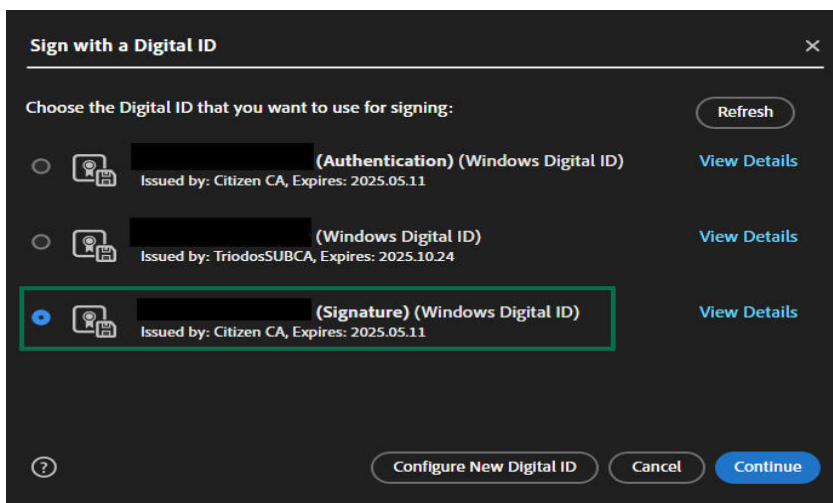 Sign with a Digital ID
Choose the Digital ID that you want to use for signing:
Refresh
(Authentication) (Windows Digital ID)
View Details
Issued by: Citizen CA, Expires: 2025.05.11
(Windows Digital ID)
View Details
Issued by: TriodosSUBCA, Expires: 2025.10.24
(Signature) (Windows Digital ID)
View Details
Issued by: Citizen CA, Expires: 2025.05.11
Configure New Digital ID
Cancel
Continue